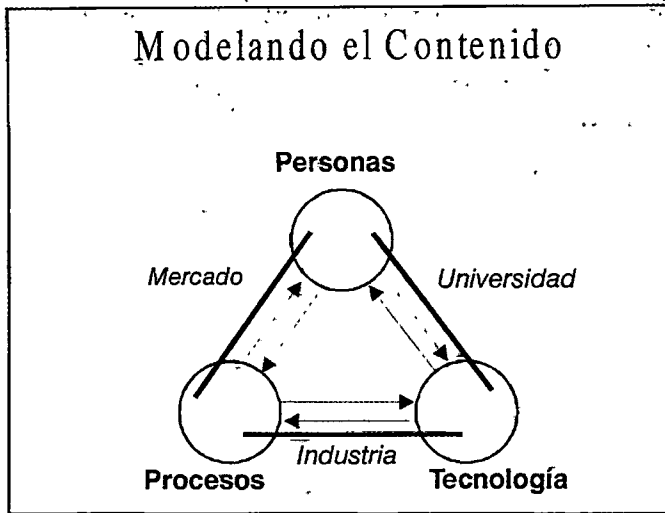 Modelando el Contenido
Personas
Mercado
Universidad
Industria
Procesos
Tecnología